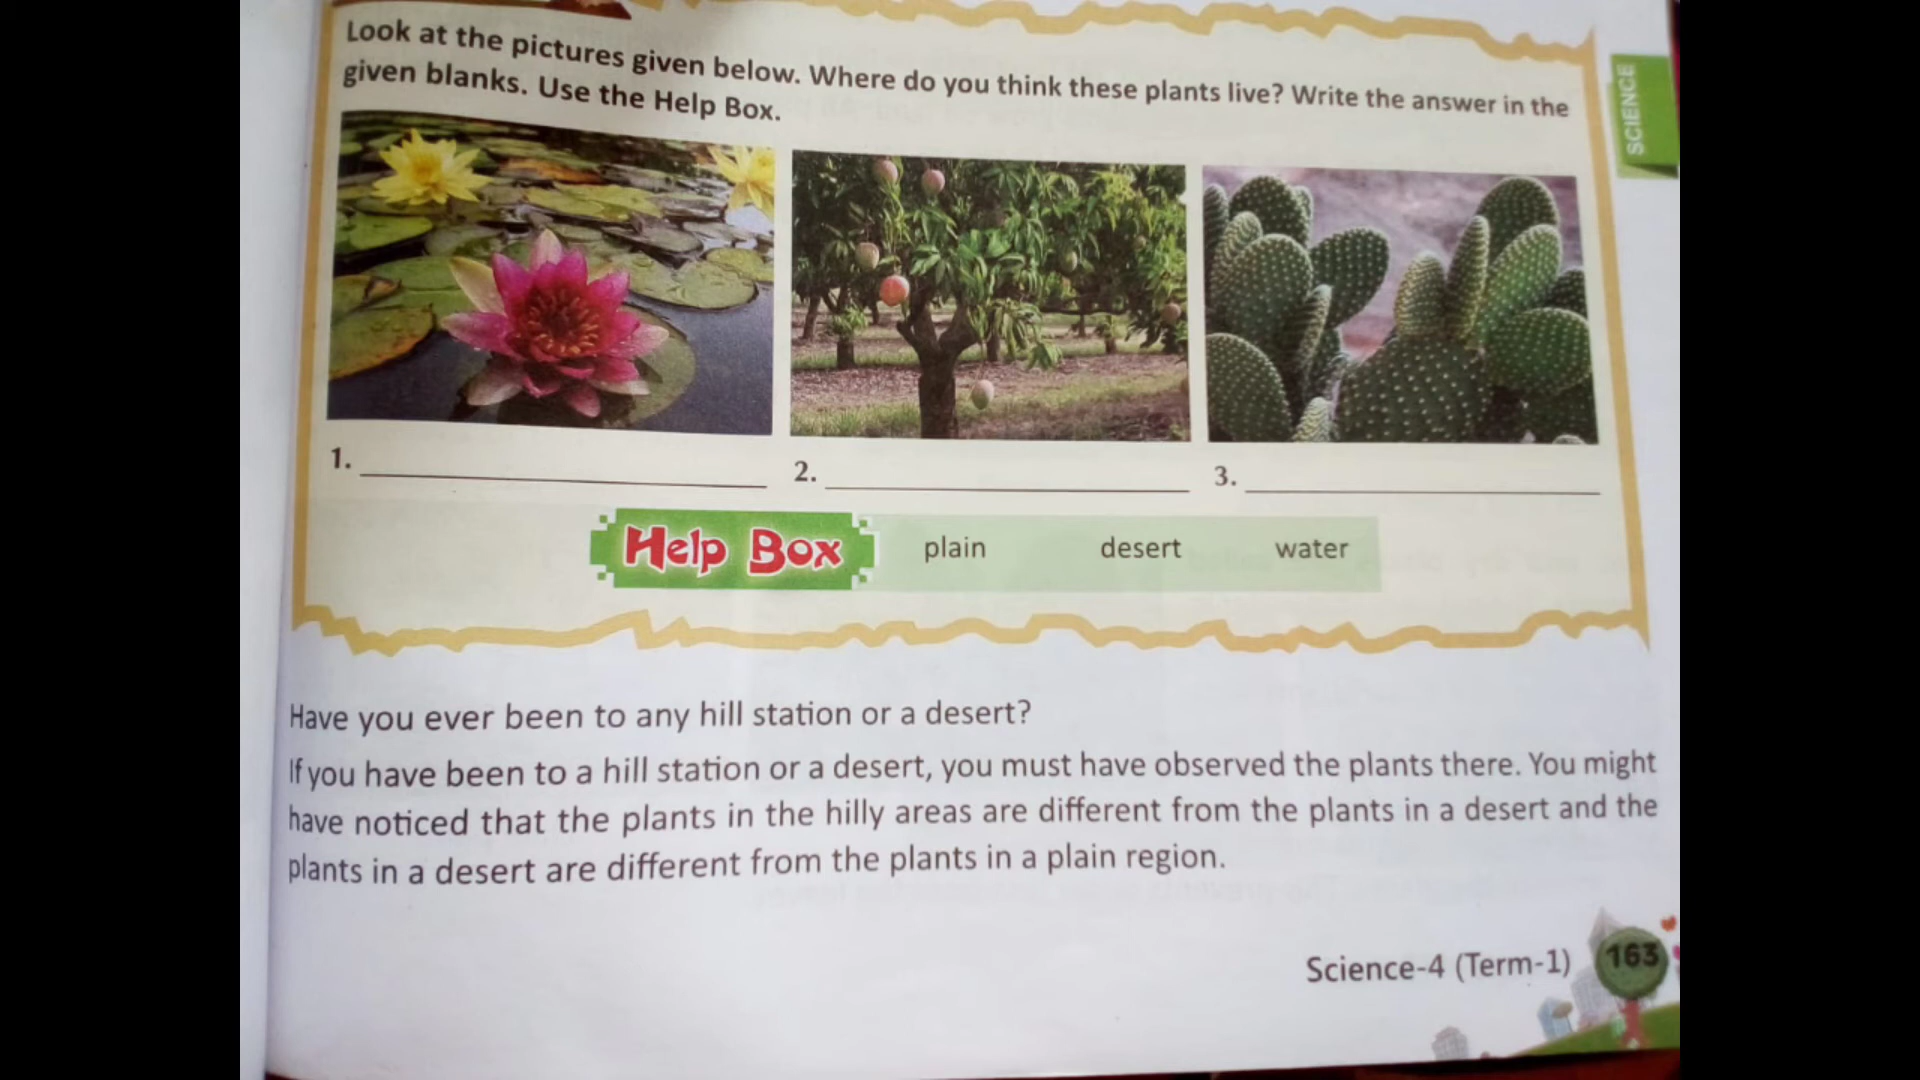 Look at the pictures given below. Where do you think these plants live? Write the answer in the
given blanks. Use the Help Box.
SCIENCE
1.
2.
3.
Help Box plain desert water
Have you ever been to any hill station or a desert?
If you have been to a hill station or a desert, you must have observed the plants there. You might
have noticed that the plants in the hilly areas are different from the plants in a desert and the
plants in a desert are different from the plants in a plain region.
Science-4 (Term-1) 163